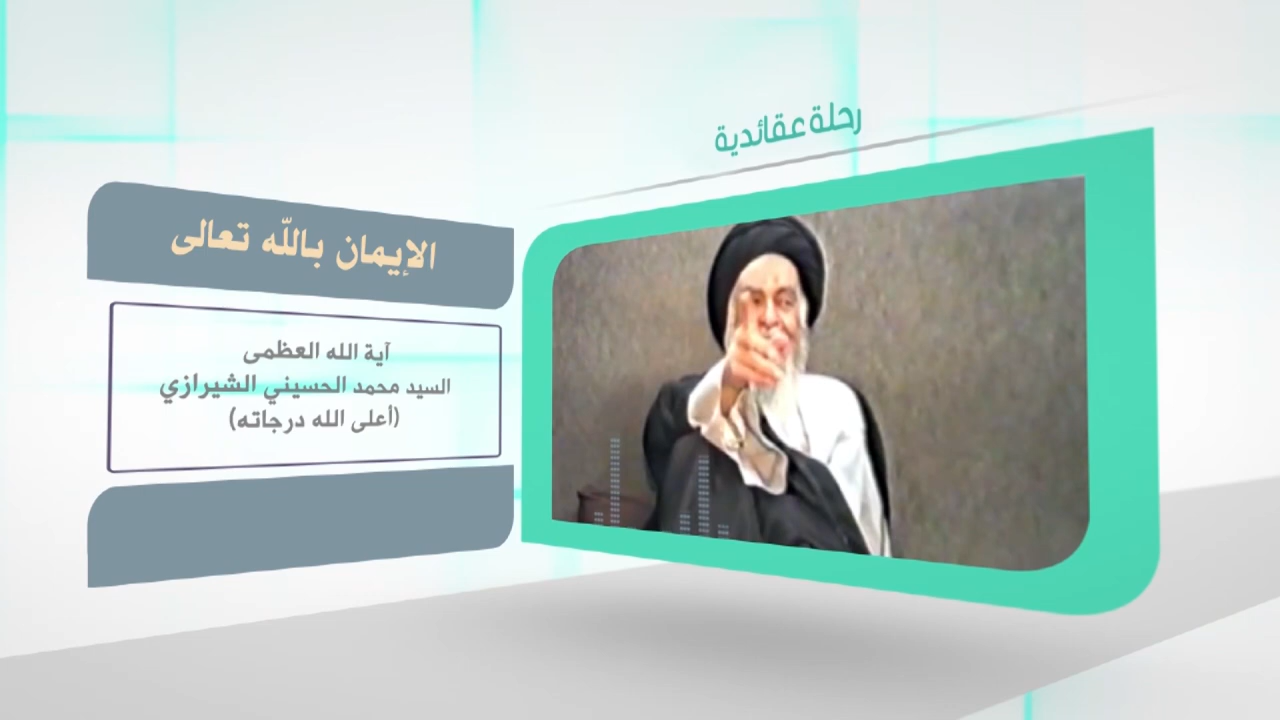 رحلة عقائدية
الإيمان بالله تعالى
آية الله العظمى
السيد محمد الحسيني الشيرازي
(أعلى الله درجاته)